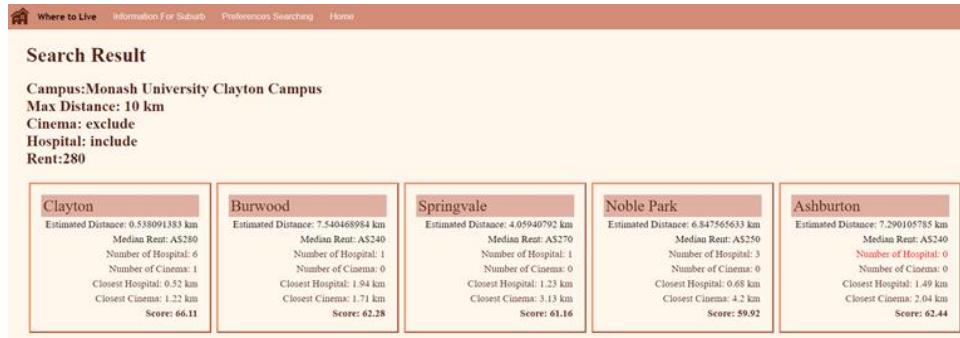 Where to Live Information For Suburb Preferences Searching Home
Search Result
Campus:Monash University Clayton Campus
Max Distance: 10 km
Cinema: exclude
Hospital: include
Rent:280
Clayton
Estimated Distance: 0.538091383 km
Median Rent: A$280
Number of Hospital: 6
Number of Cinema: 1
Closest Hospital: 0.52 km
Closest Cinema: 1.22 km
Score: 66.11
Burwood
Estimated Distance: 7.540468984 km
Median Rent: A$240
Number of Hospital: 1
Number of Cinema: 0
Closest Hospital: 1.94 km
Closest Cinema: 1.71 km
Score: 62.28
Springvale
Estimated Distance: 4.05940792 km
Median Rent: A$270
Number of Hospital: 1
Number of Cinema: 0
Closest Hospital: 1.23 km
Closest Cinema: 3.13 km
Score: 61.16
Noble Park
Estimated Distance: 6.847565633 km
Median Rent: A$250
Number of Hospital: 3
Number of Cinema: 0
Closest Hospital: 0.68 km
Closest Cinema: 4.2 km
Score: 59.92
Ashburton
Estimated Distance: 7.290105785 km
Median Rent: A$240
Number of Hospital: 0
Number of Cinema: 0
Closest Hospital: 1.49 km
Closest Cinema: 2.04 km
Score: 62.44